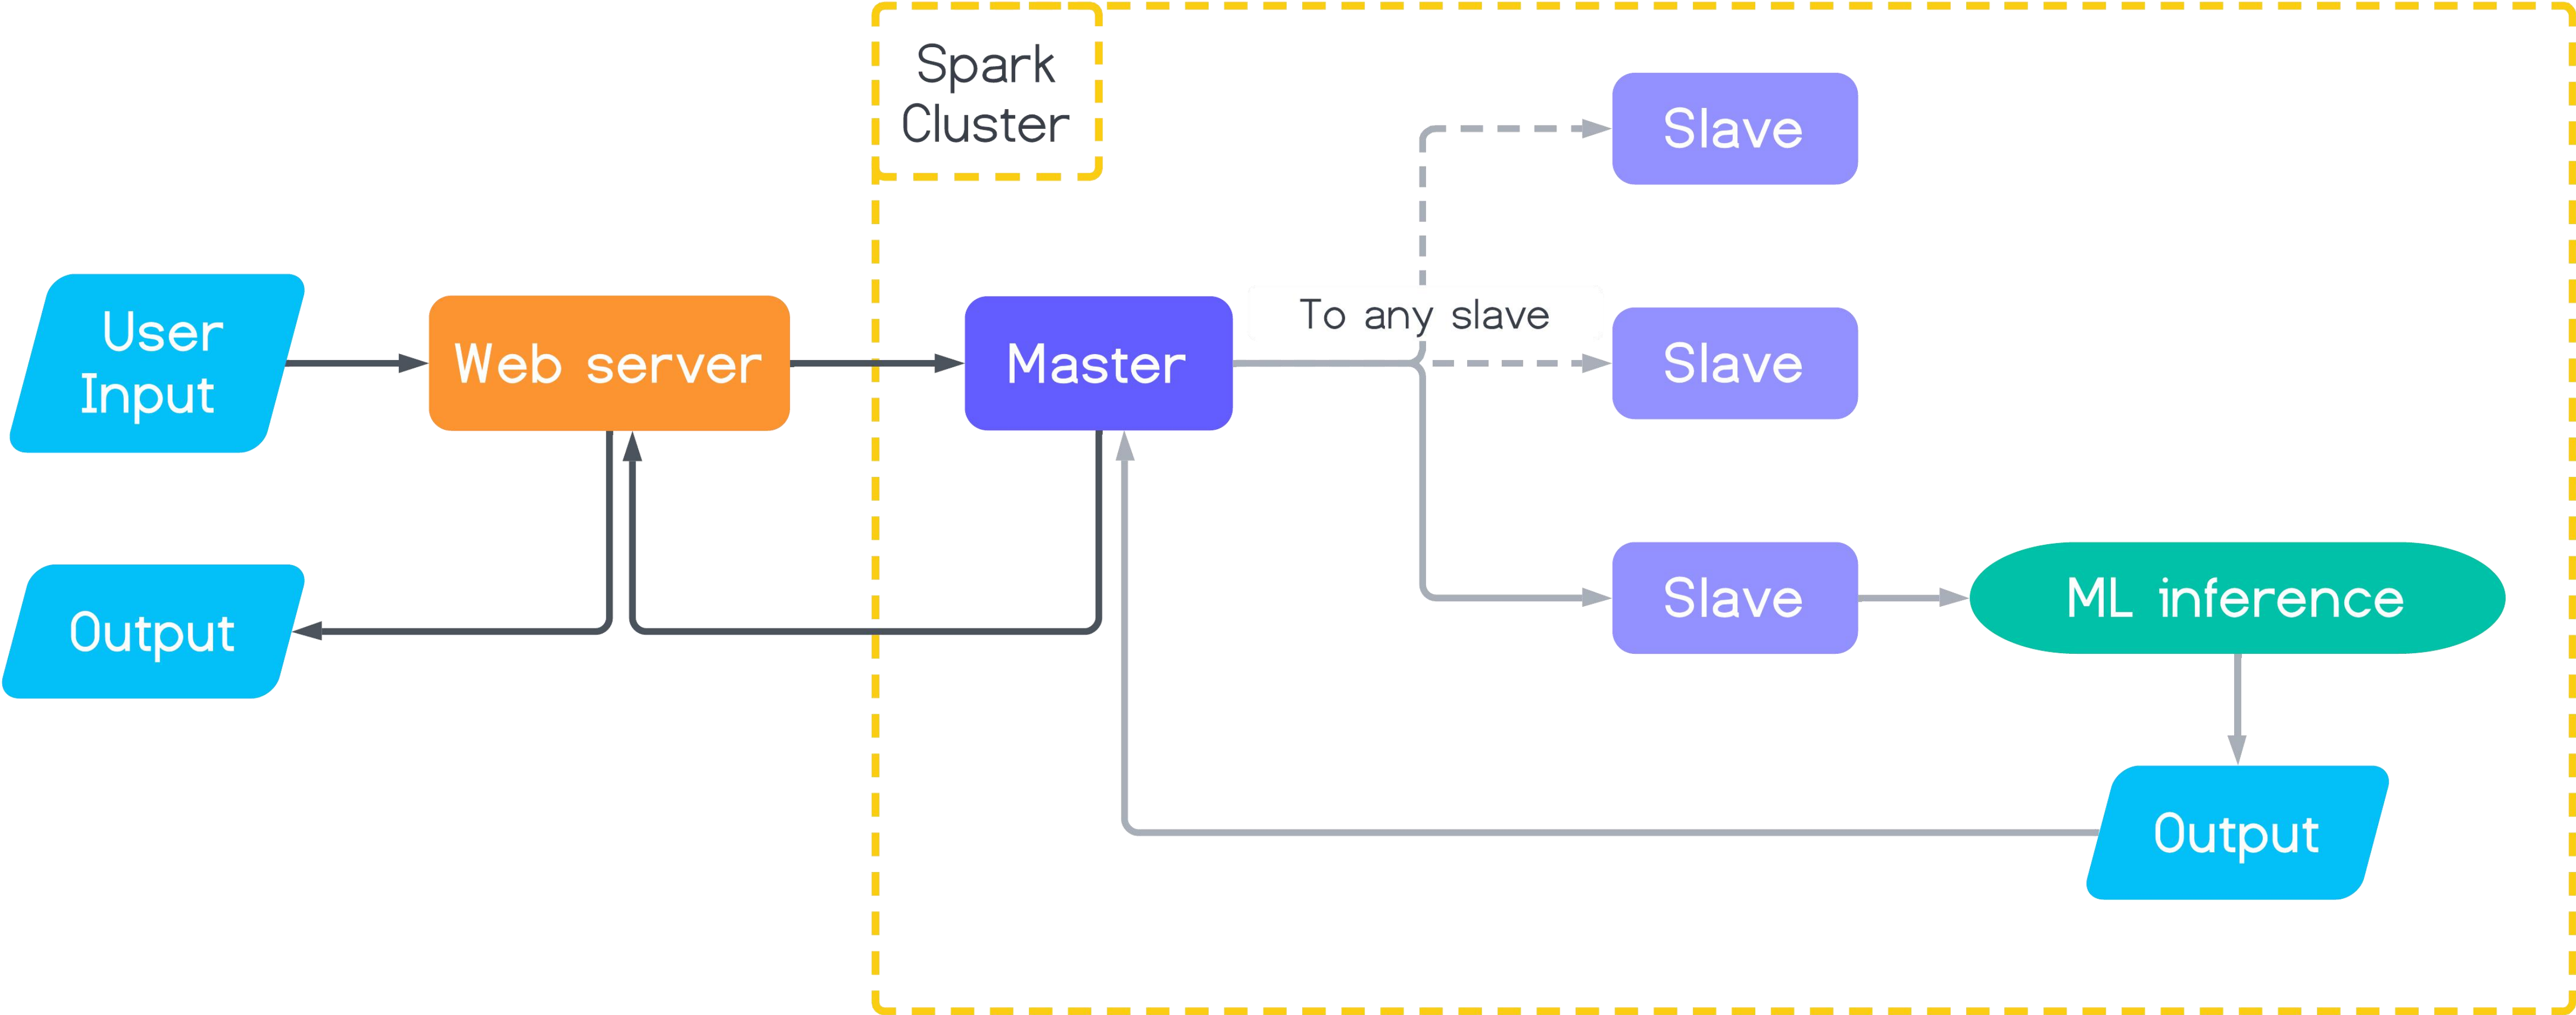 Spark
Cluster
Slave
To any slave
User
Input
Web server
Master
Slave
Output
Slave
ML inference
Output